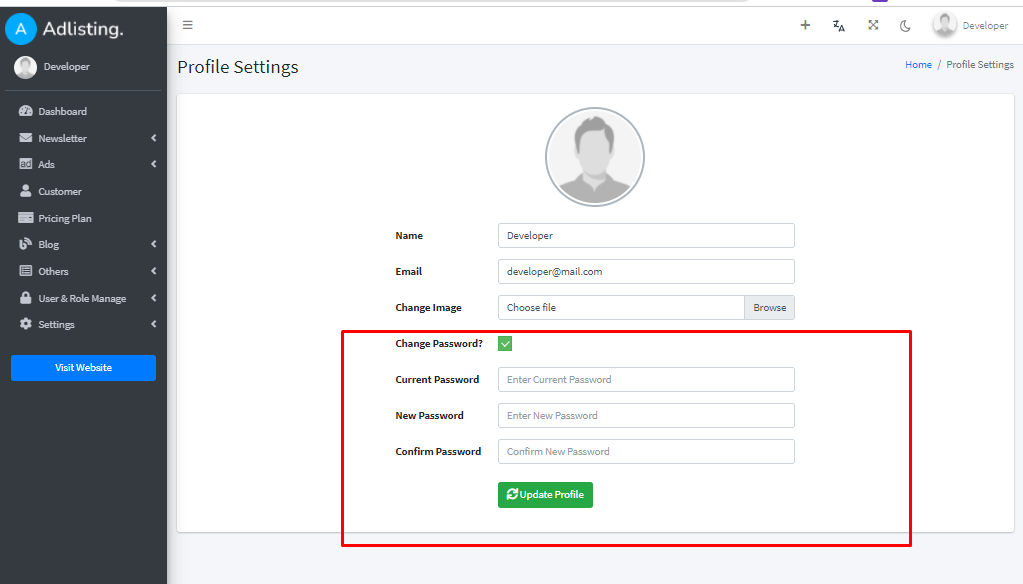 A Adlisting.
Developer
Developer
Profile Settings
Home / Profile Settings
Dashboard
Newsletter
ad Ads
Customer
Pricing Plan
Blog
Others
User & Role Manage
Settings
Visit Website
Name Developer
Email developer@mail.com
Change Image Choose file Browse
Change Password?
Current Password Enter Current Password
New Password Enter New Password
Confirm Password Confirm New Password
Update Profile